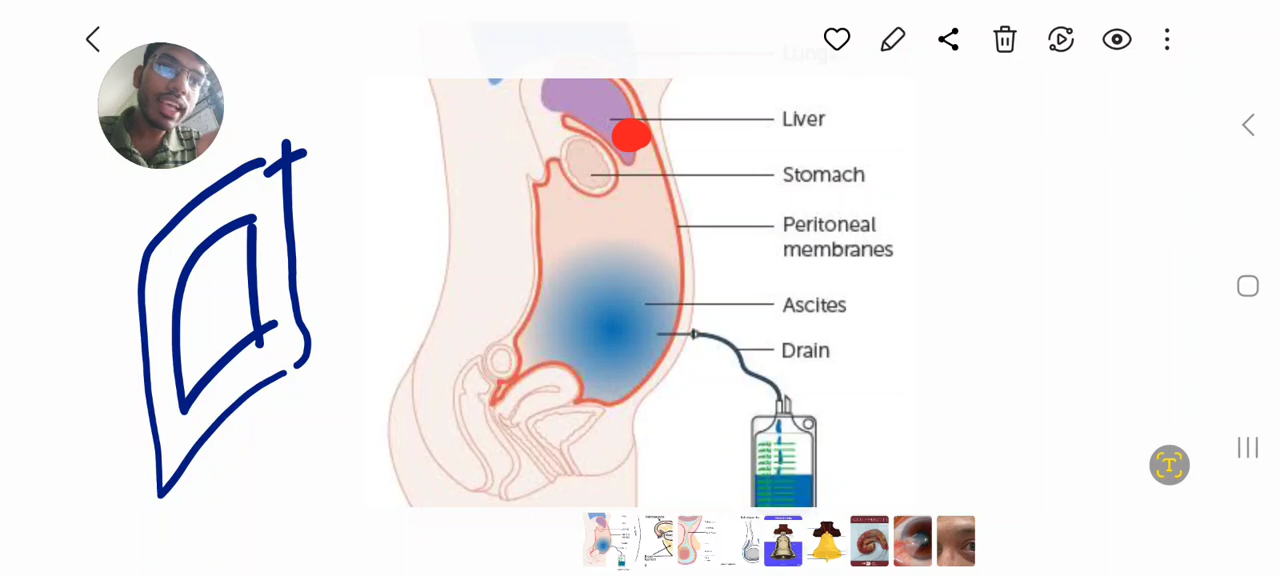 Lungs
Liver
Stomach
Peritoneal
membranes
Ascites
Drain
T